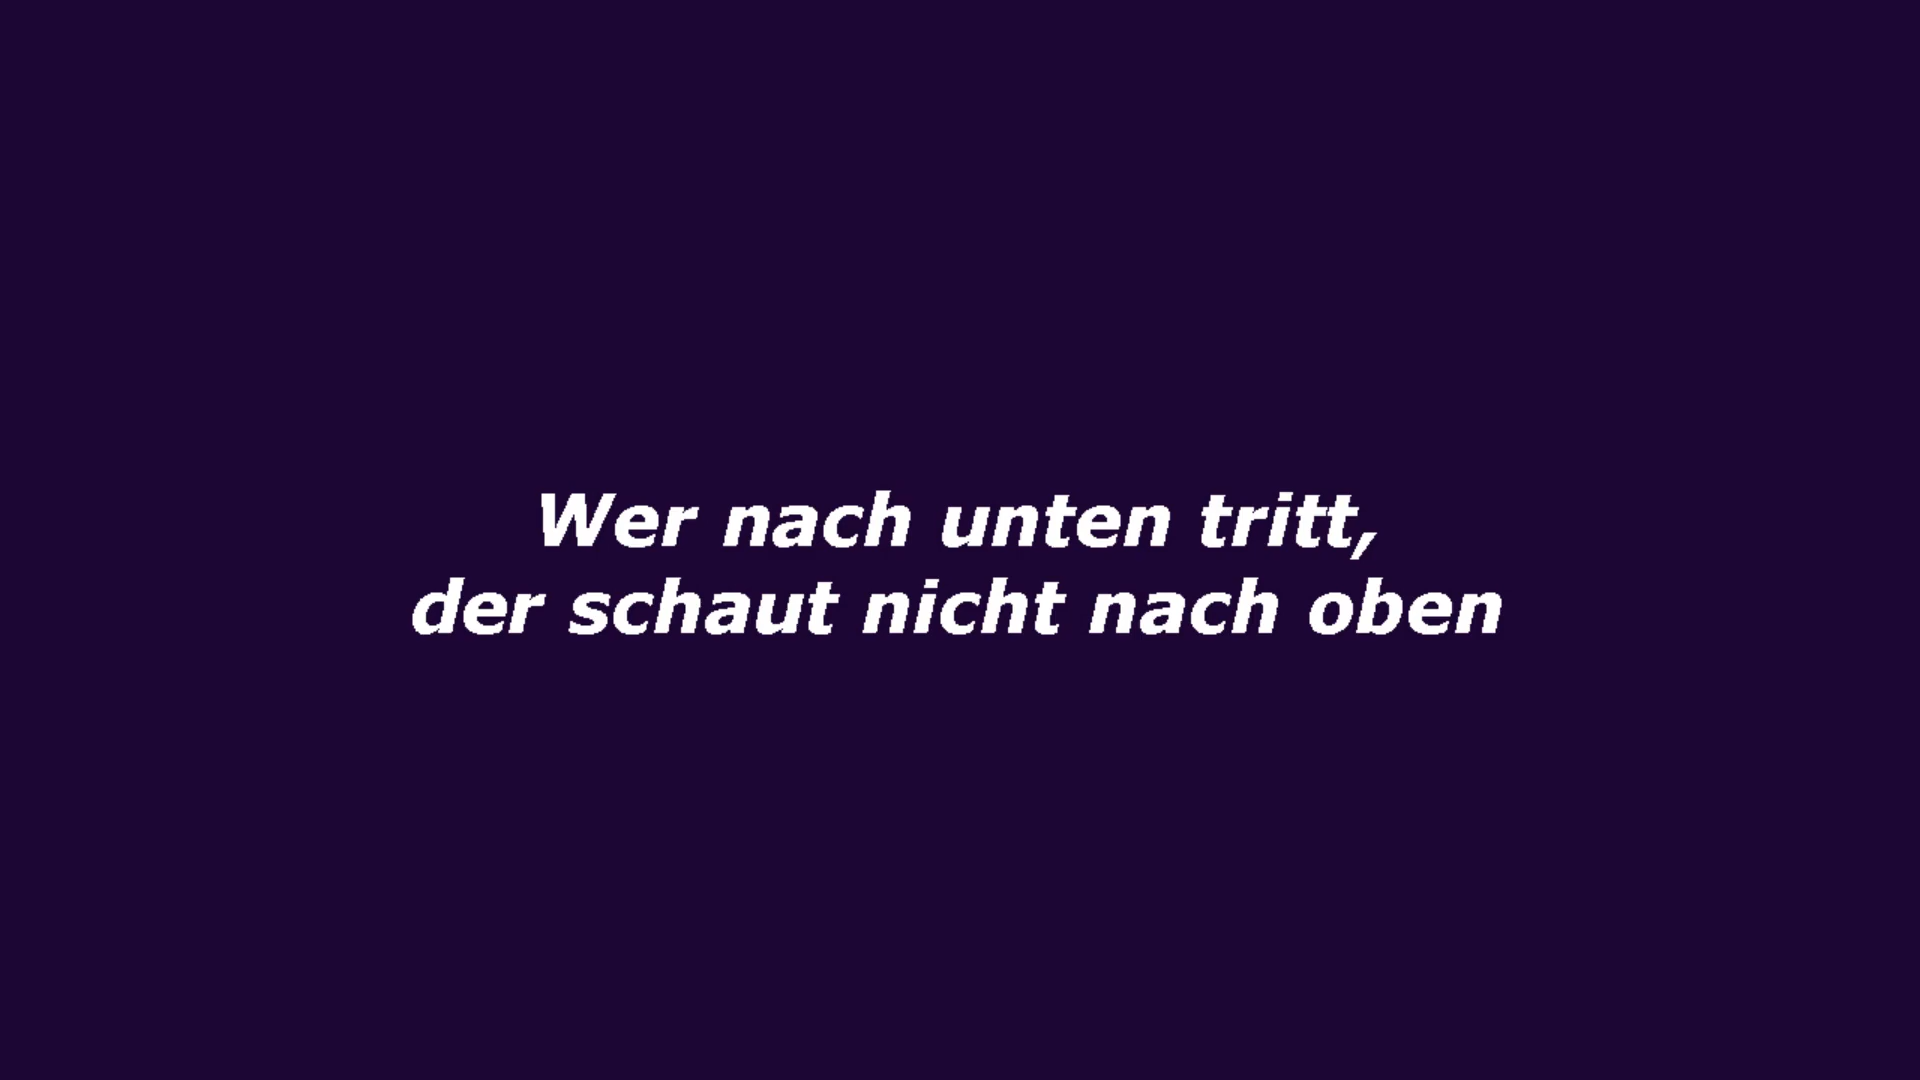 Wer nach unten tritt,
der schaut nicht nach oben